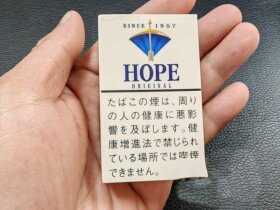 SINCE 1957
HOPE
ORIGINAL
たばこの煙は、周り
の人の健康に悪影
響を及ぼします。健
康増進法で禁じられ
ている場所では喫煙
できません。